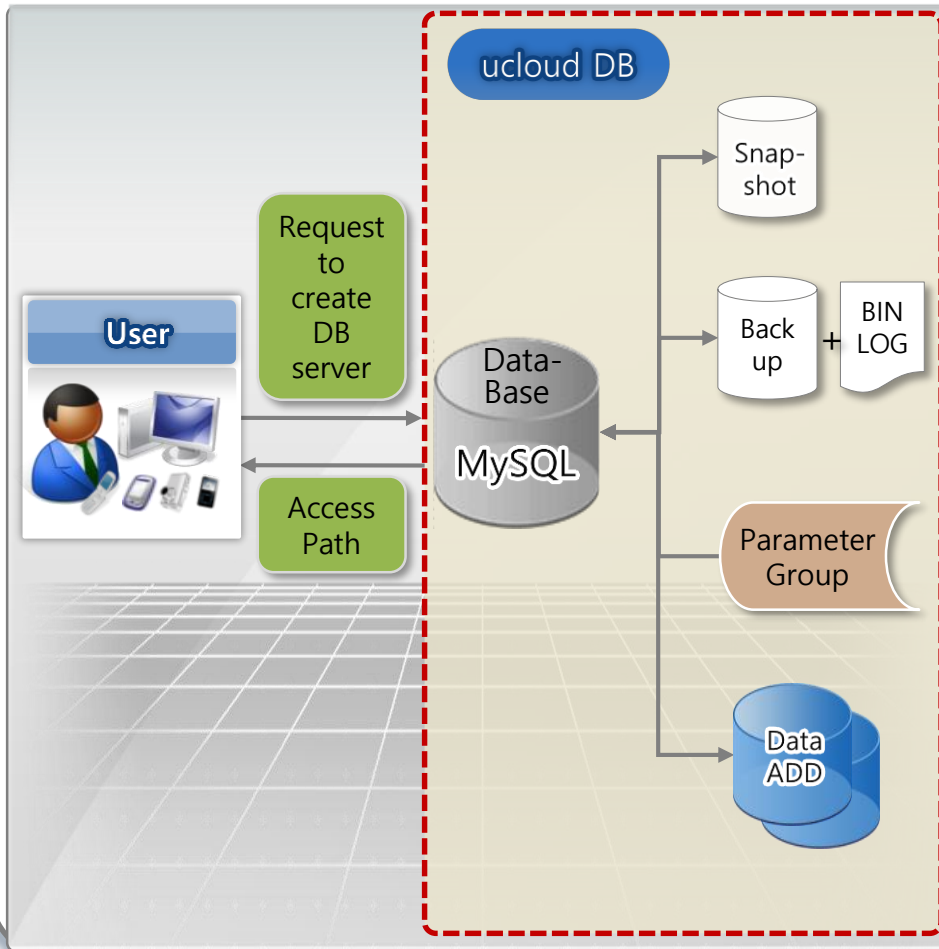 ucloud DB
Snap-
shot
Request
to
create
DB
server
User
Back
up
+
BIN
LOG
Data-
Base
MySQL
Access
Path
Parameter
Group
Data
ADD